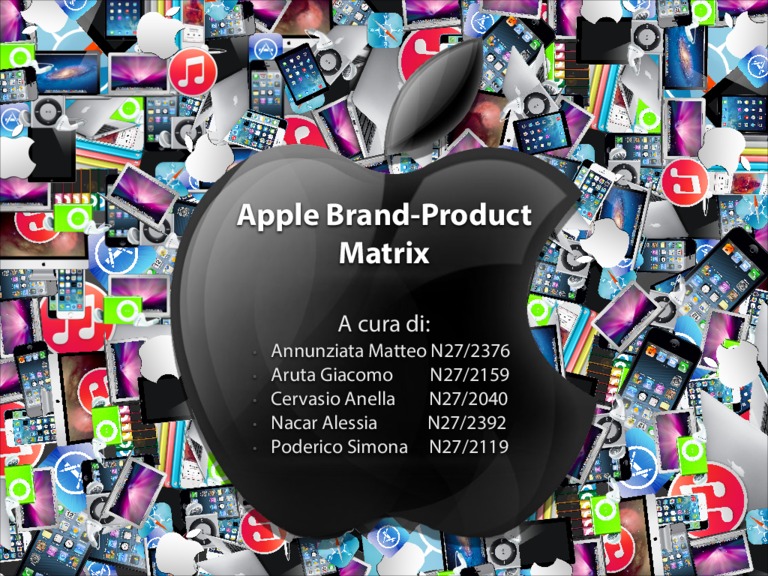 Apple Brand-Product
Matrix
A cura di:
Annunziata Matteo N27/2376
Aruta Giacomo N27/2159
Cervasio Anella N27/2040
Nacar Alessia N27/2392
Poderico Simona N27/2119